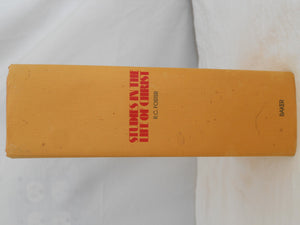 STUDIES IN THE
LIFE OF CHRIST
R.C. FOSTER
BAKER